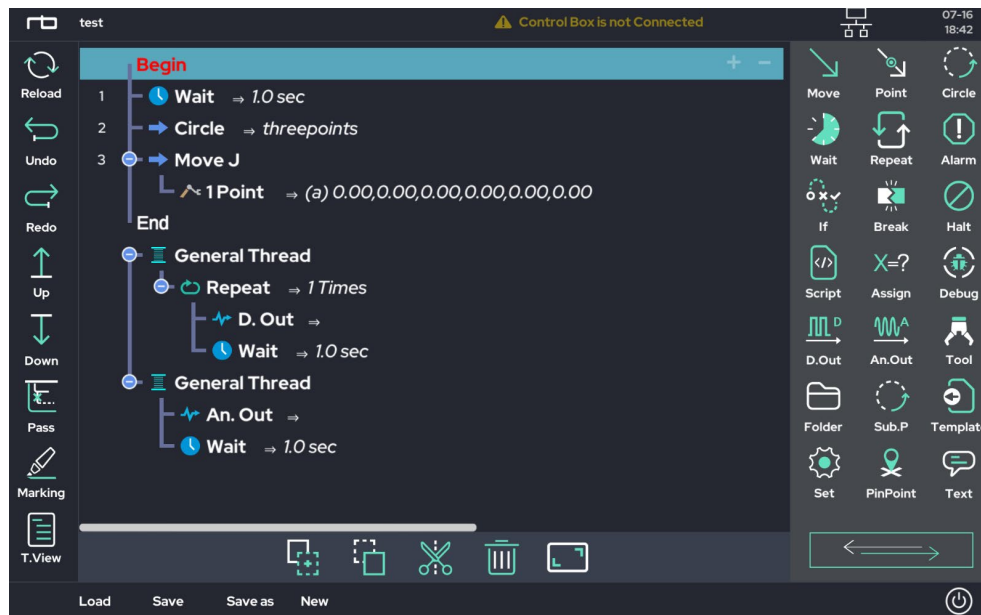 test
Control Box is not Connected
07-16
18:42
Reload
Undo
Redo
Up
Down
Pass
Marking
T.View
Begin
+ -
1 Wait ⇒ 1.0 sec
2 Circle ⇒ threepoints
3 Move J
1 Point ⇒ (a) 0.00,0.00,0.00,0.00,0.00,0.00
End
General Thread
Repeat ⇒ 1 Times
D. Out ⇒
Wait ⇒ 1.0 sec
General Thread
An. Out ⇒
Wait ⇒ 1.0 sec
Move Point Circle
Wait Repeat Alarm
If Break Halt
</> X=?
Script Assign Debug
D A
D.Out An.Out Tool
Folder Sub.P Templat
Set PinPoint Text
Load Save Save as New